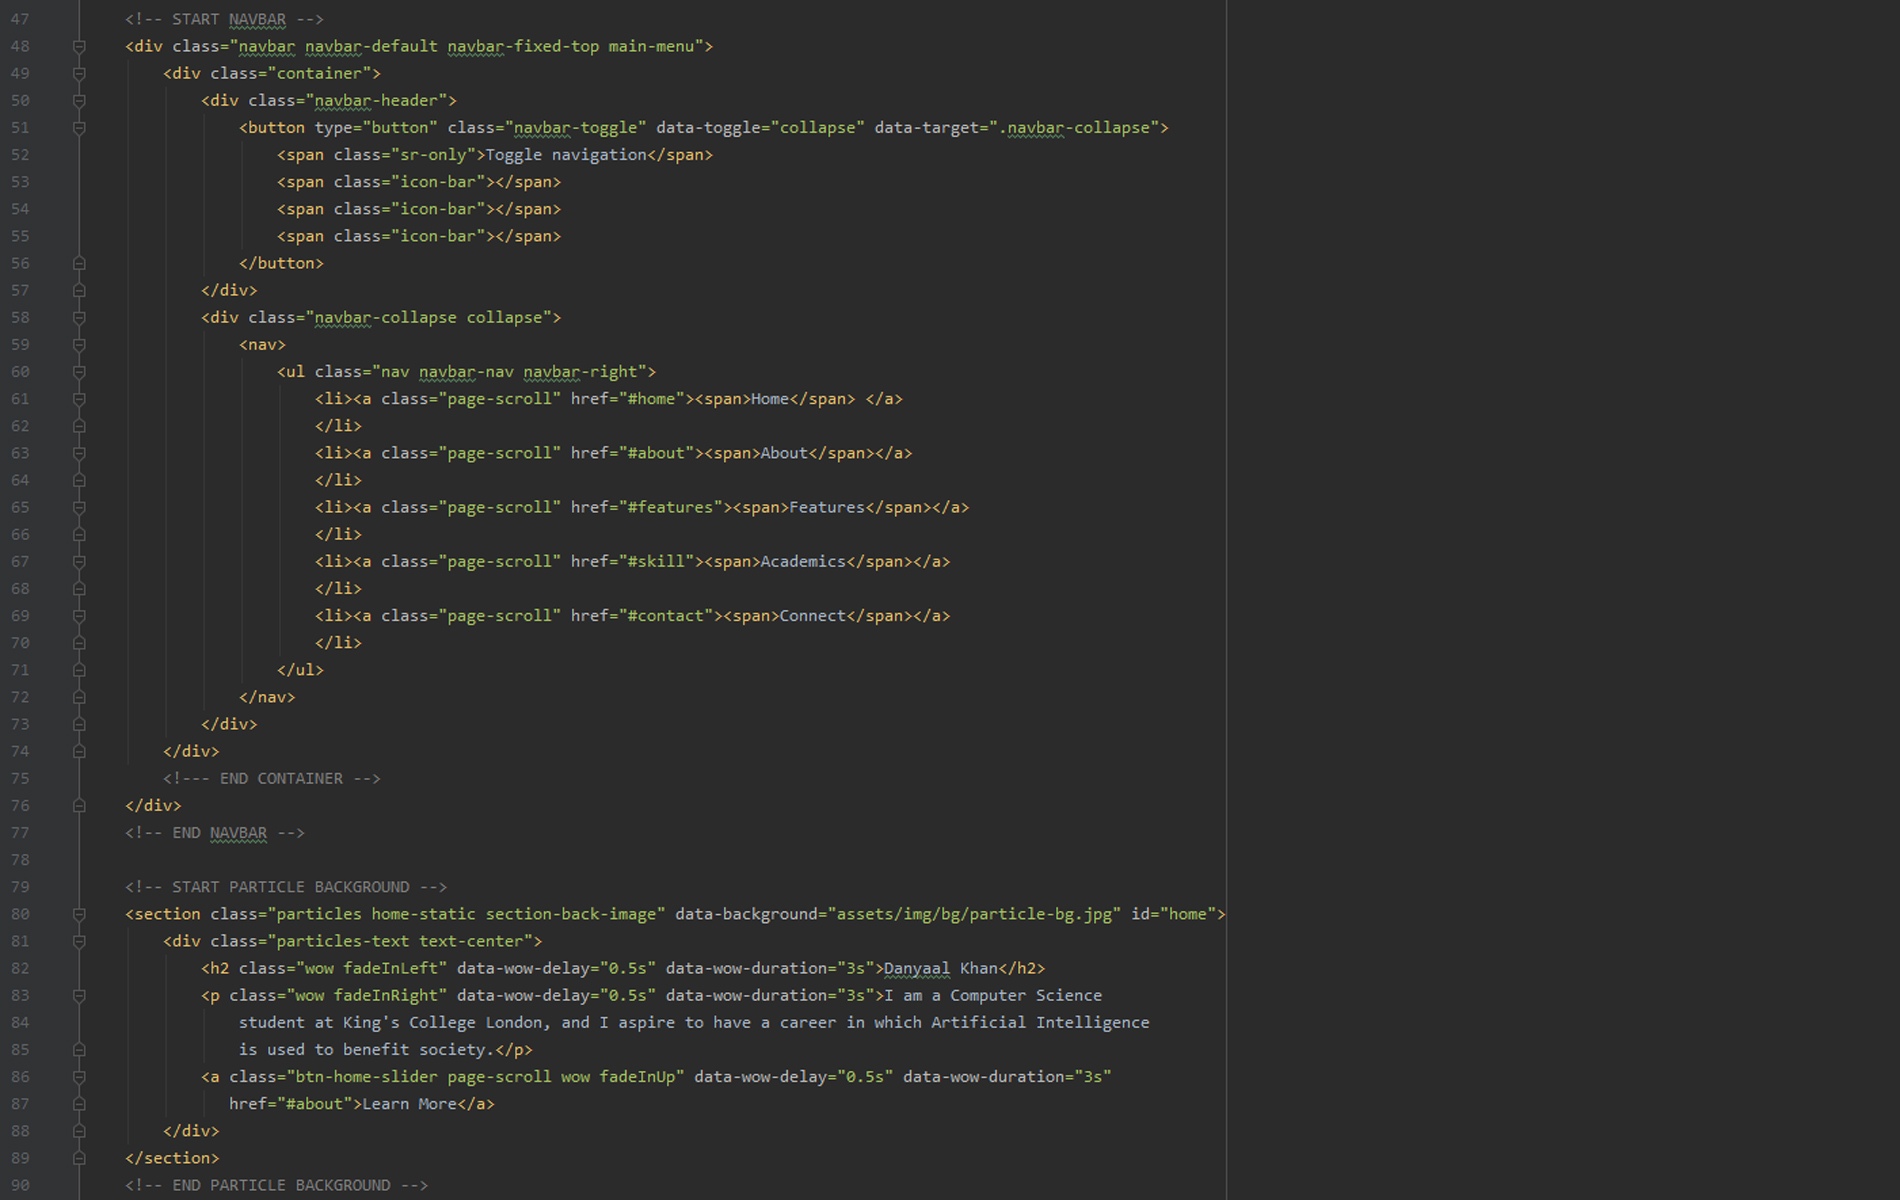 47 <!-- START NAVBAR -->
48 <div class="navbar navbar-default navbar-fixed-top main-menu">
49 <div class="container">
50 <div class="navbar-header">
51 <button type="button" class="navbar-toggle" data-toggle="collapse" data-target=".navbar-collapse">
52 <span class="sr-only">Toggle navigation</span>
53 <span class="icon-bar"></span>
54 <span class="icon-bar"></span>
55 <span class="icon-bar"></span>
56 </button>
57 </div>
58 <div class="navbar-collapse collapse">
59 <nav>
60 <ul class="nav navbar-nav navbar-right">
61 <li><a class="page-scroll" href="#home"><span>Home</span> </a>
62 </li>
63 <li><a class="page-scroll" href="#about"><span>About</span></a>
64 </li>
65 <li><a class="page-scroll" href="#features"><span>Features</span></a>
66 </li>
67 <li><a class="page-scroll" href="#skill"><span>Academics</span></a>
68 </li>
69 <li><a class="page-scroll" href="#contact"><span>Connect</span></a>
70 </li>
71 </ul>
72 </nav>
73 </div>
74 </div>
75 <!--- END CONTAINER -->
76 </div>
77 <!-- END NAVBAR -->
78
79 <!-- START PARTICLE BACKGROUND -->
80 <section class="particles home-static section-back-image" data-background="assets/img/bg/particle-bg.jpg" id="home">
81 <div class="particles-text text-center">
82 <h2 class="wow fadeInLeft" data-wow-delay="0.5s" data-wow-duration="3s">Danyaal Khan</h2>
83 <p class="wow fadeInRight" data-wow-delay="0.5s" data-wow-duration="3s">I am a Computer Science
84 student at King's College London, and I aspire to have a career in which Artificial Intelligence
85 is used to benefit society.</p>
86 <a class="btn-home-slider page-scroll wow fadeInUp" data-wow-delay="0.5s" data-wow-duration="3s"
87 href="#about">Learn More</a>
88 </div>
89 </section>
90 <!-- END PARTICLE BACKGROUND -->